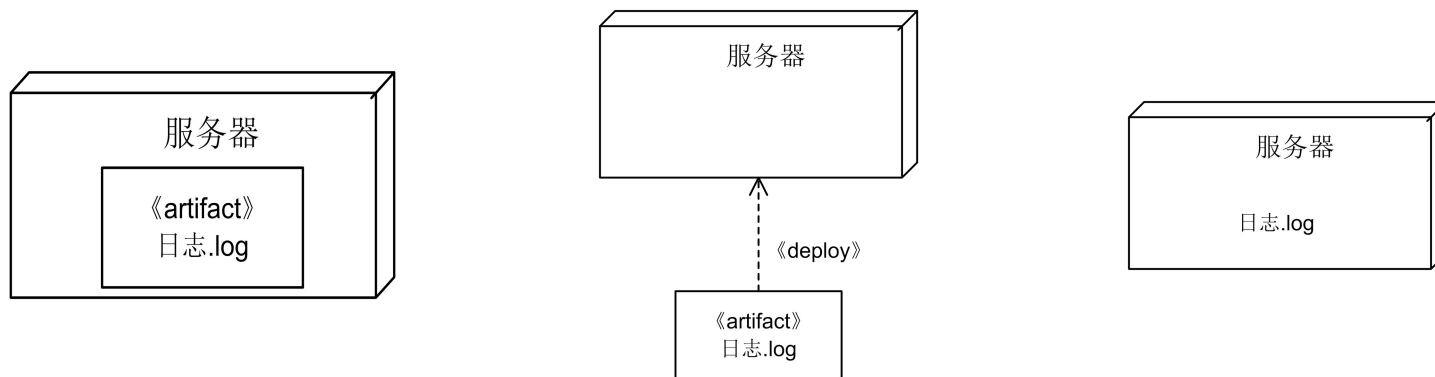 服务器
《artifact》
日志.log
服务器
《deploy》
《artifact》
日志.log
服务器
日志.log